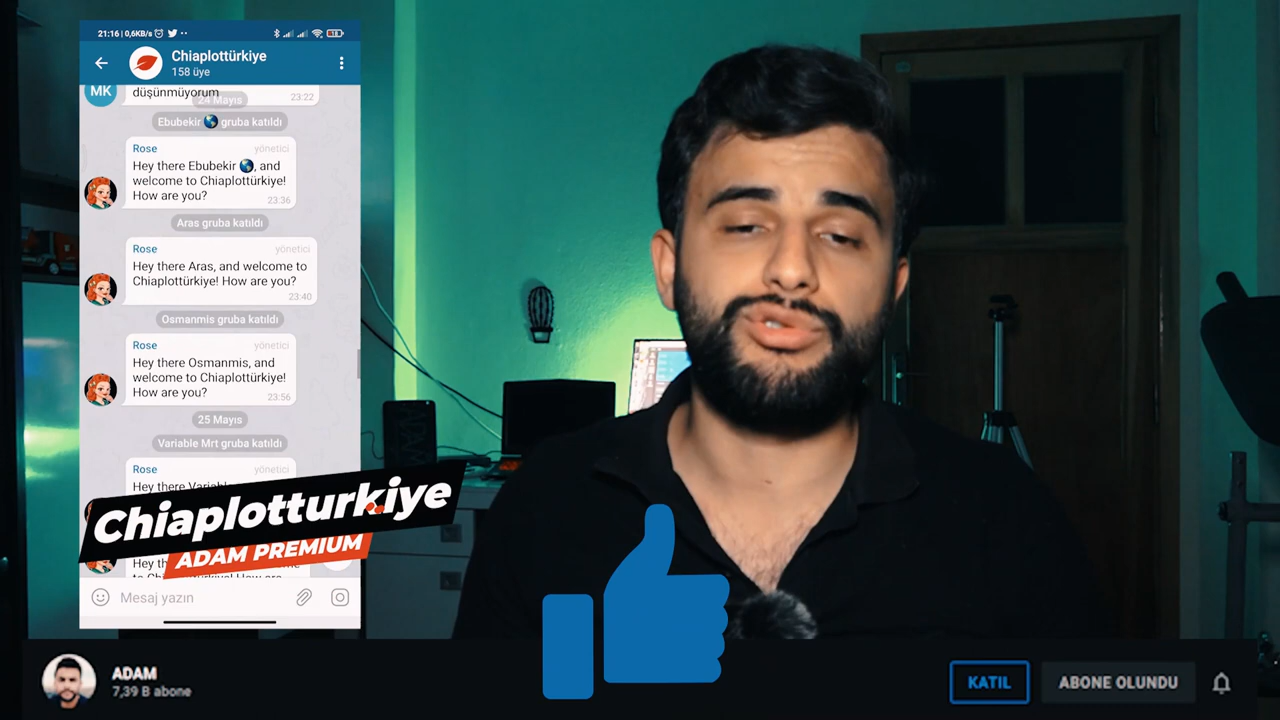 21:16 | 0,6KB/s
Chiaplottürkiye
158 üye
MK
düşünmüyorum
23:22
24 Mayıs
Ebubekir 🌎 gruba katıldı
Rose yönetici
Hey there Ebubekir 🌎, and
welcome to Chiaplottürkiye!
How are you?
23:36
Aras gruba katıldı
Rose yönetici
Hey there Aras, and welcome to
Chiaplottürkiye! How are you?
23:40
Osmanmis gruba katıldı
Rose yönetici
Hey there Osmanmis, and
welcome to Chiaplottürkiye!
How are you?
23:56
25 Mayıs
Variable Mrt gruba katıldı
Rose yönetici
Hey there
Chiaplotturkiye
ADAM PREMIUM
Mesaj yazın
ADAM
7,39 B abone
KATIL
ABONE OLUNDU